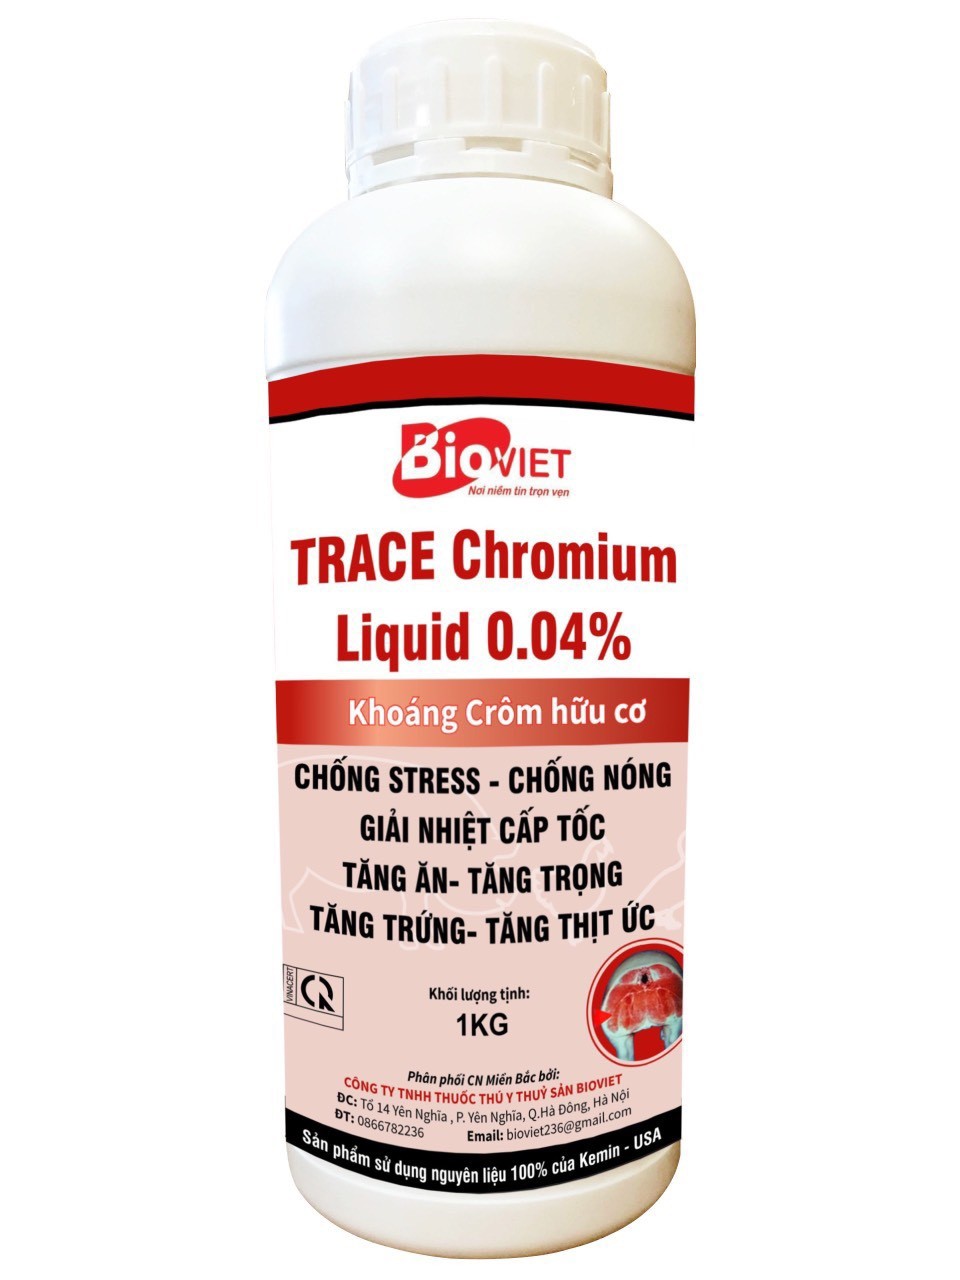 BioVIET
Nơi niềm tin trọn vẹn
TRACE Chromium
Liquid 0.04%
Khoáng Crôm hữu cơ
CHỐNG STRESS - CHỐNG NÓNG
GIẢI NHIỆT CẤP TỐC
TĂNG ĂN- TĂNG TRỌNG
TĂNG TRỨNG- TĂNG THỊT ỨC
VINACERT
Khối lượng tịnh:
1KG
Phân phối CN Miền Bắc bởi:
CÔNG TY TNHH THUỐC THÚ Y THUỶ SẢN BIOVIET
ĐC: Tổ 14 Yên Nghĩa , P. Yên Nghĩa, Q.Hà Đông, Hà Nội
ĐT: 0866782236 Email: bioviet236@gmail.com
Sản phẩm sử dụng nguyên liệu 100% của Kemin - USA